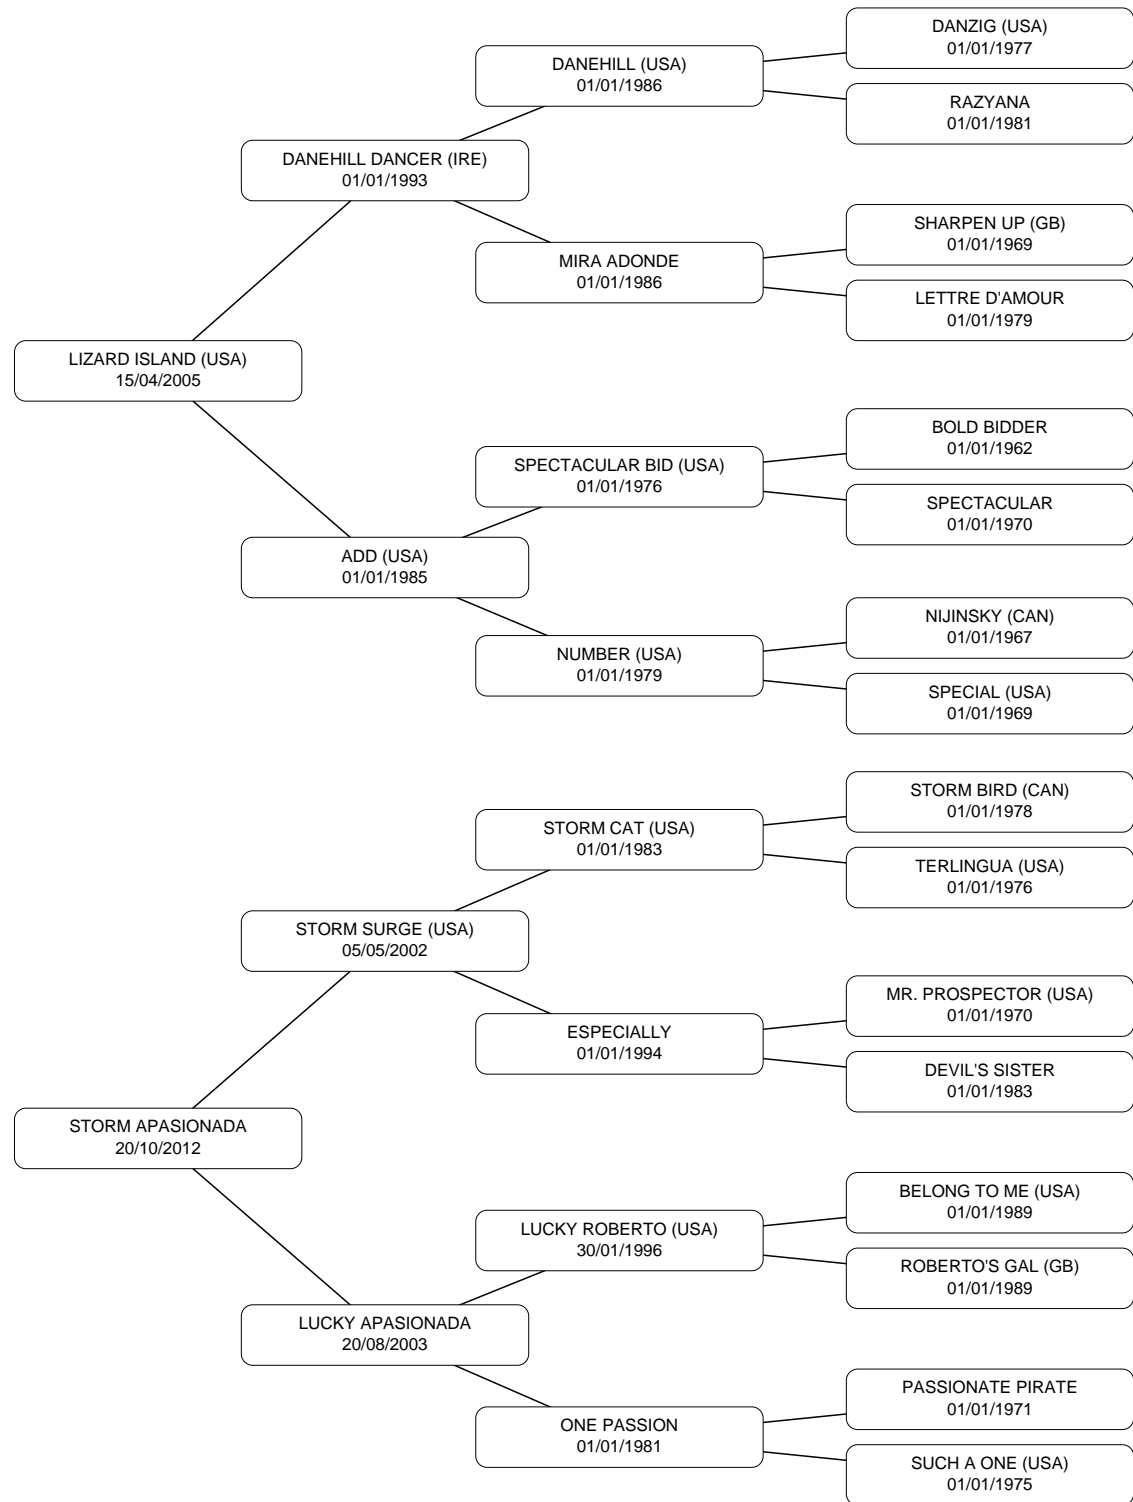 DANZIG (USA)
01/01/1977
DANEHILL (USA)
01/01/1986
RAZYANA
01/01/1981
DANEHILL DANCER (IRE)
01/01/1993
SHARPEN UP (GB)
01/01/1969
MIRA ADONDE
01/01/1986
LETTRE D'AMOUR
01/01/1979
LIZARD ISLAND (USA)
15/04/2005
BOLD BIDDER
01/01/1962
SPECTACULAR BID (USA)
01/01/1976
SPECTACULAR
01/01/1970
ADD (USA)
01/01/1985
NIJINSKY (CAN)
01/01/1967
NUMBER (USA)
01/01/1979
SPECIAL (USA)
01/01/1969
STORM BIRD (CAN)
01/01/1978
STORM CAT (USA)
01/01/1983
TERLINGUA (USA)
01/01/1976
STORM SURGE (USA)
05/05/2002
MR. PROSPECTOR (USA)
01/01/1970
ESPECIALLY
01/01/1994
DEVIL'S SISTER
01/01/1983
STORM APASIONADA
20/10/2012
BELONG TO ME (USA)
01/01/1989
LUCKY ROBERTO (USA)
30/01/1996
ROBERTO'S GAL (GB)
01/01/1989
LUCKY APASIONADA
20/08/2003
PASSIONATE PIRATE
01/01/1971
ONE PASSION
01/01/1981
SUCH A ONE (USA)
01/01/1975